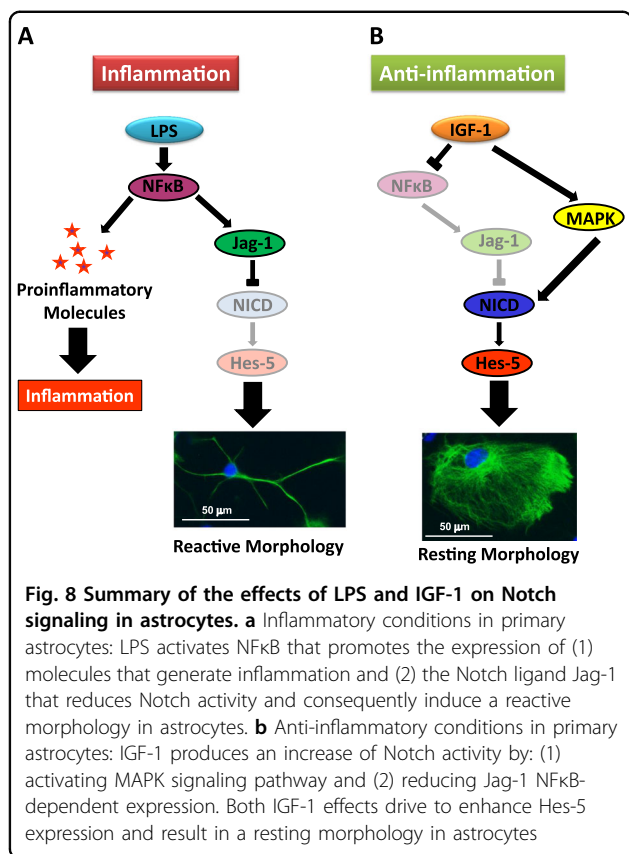 A
Inflammation
LPS
NFκB
Jag-1
Proinflammatory
Molecules
NICD
Hes-5
Inflammation
50 μm
Reactive Morphology
B
Anti-inflammation
IGF-1
NFκB
MAPK
Jag-1
NICD
Hes-5
50 μm
Resting Morphology
Fig. 8 Summary of the effects of LPS and IGF-1 on Notch
signaling in astrocytes. a Inflammatory conditions in primary
astrocytes: LPS activates NFκB that promotes the expression of (1)
molecules that generate inflammation and (2) the Notch ligand Jag-1
that reduces Notch activity and consequently induce a reactive
morphology in astrocytes. b Anti-inflammatory conditions in primary
astrocytes: IGF-1 produces an increase of Notch activity by: (1)
activating MAPK signaling pathway and (2) reducing Jag-1 NFκB-
dependent expression. Both IGF-1 effects drive to enhance Hes-5
expression and result in a resting morphology in astrocytes